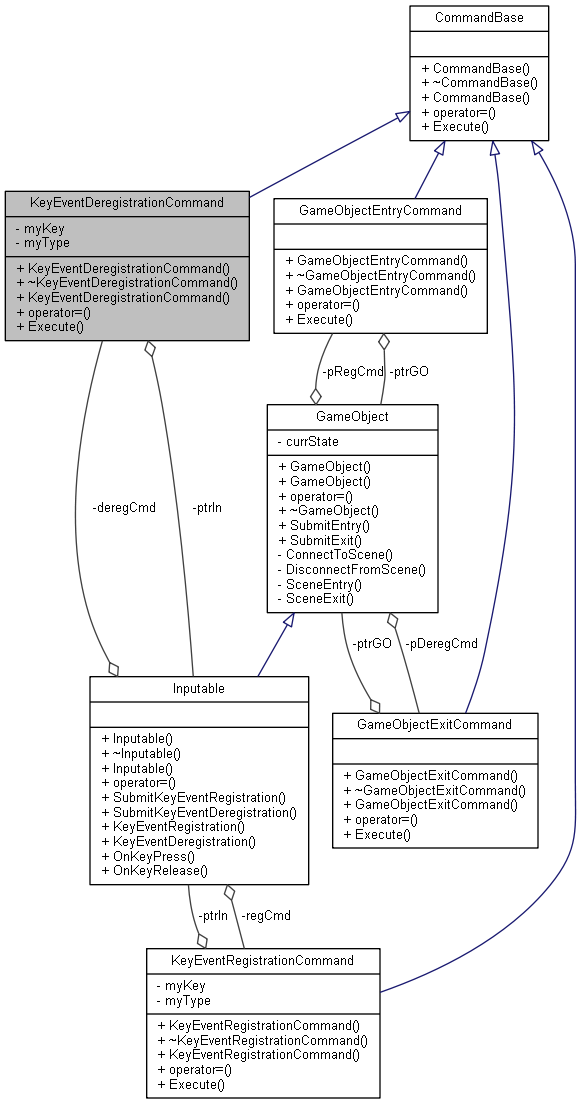 CommandBase
+ CommandBase()
+ ~CommandBase()
+ CommandBase()
+ operator=()
+ Execute()
KeyEventDeregistrationCommand
- myKey
- myType
+ KeyEventDeregistrationCommand()
+ ~KeyEventDeregistrationCommand()
+ KeyEventDeregistrationCommand()
+ operator=()
+ Execute()
GameObjectEntryCommand
+ GameObjectEntryCommand()
+ ~GameObjectEntryCommand()
+ GameObjectEntryCommand()
+ operator=()
+ Execute()
-pRegCmd
-ptrGO
GameObject
- currState
+ GameObject()
+ GameObject()
+ operator=()
+ ~GameObject()
+ SubmitEntry()
+ SubmitExit()
- ConnectToScene()
- DisconnectFromScene()
- SceneEntry()
- SceneExit()
-deregCmd
-ptrIn
-ptrGO
-pDeregCmd
Inputable
+ Inputable()
+ ~Inputable()
+ Inputable()
+ operator=()
+ SubmitKeyEventRegistration()
+ SubmitKeyEventDeregistration()
+ KeyEventRegistration()
+ KeyEventDeregistration()
+ OnKeyPress()
+ OnKeyRelease()
GameObjectExitCommand
+ GameObjectExitCommand()
+ ~GameObjectExitCommand()
+ GameObjectExitCommand()
+ operator=()
+ Execute()
-ptrIn
-regCmd
KeyEventRegistrationCommand
- myKey
- myType
+ KeyEventRegistrationCommand()
+ ~KeyEventRegistrationCommand()
+ KeyEventRegistrationCommand()
+ operator=()
+ Execute()